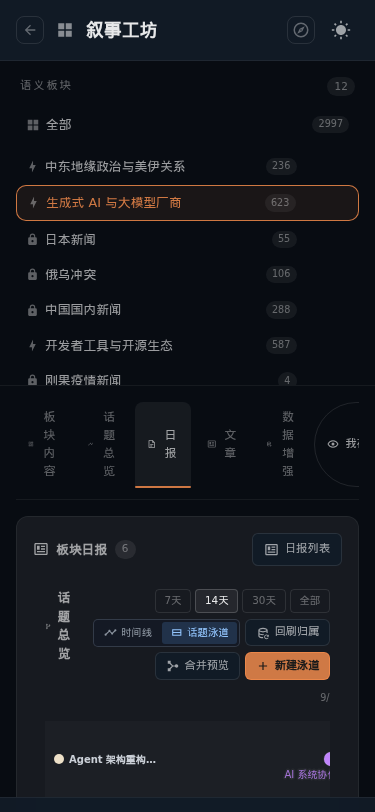 叙事工坊
语义板块
12
全部
2997
中东地缘政治与美伊关系
236
生成式 AI 与大模型厂商
623
日本新闻
55
俄乌冲突
106
中国国内新闻
288
开发者工具与开源生态
587
刚果疫情新闻
4
板块内容
话题总览
日报
文章
数据增强
板块日报
6
日报列表
话题总览
7天
14天
30天
全部
时间线
话题泳道
回刷归属
合并预览
新建泳道
9/
Agent 架构重构...
AI 系统协